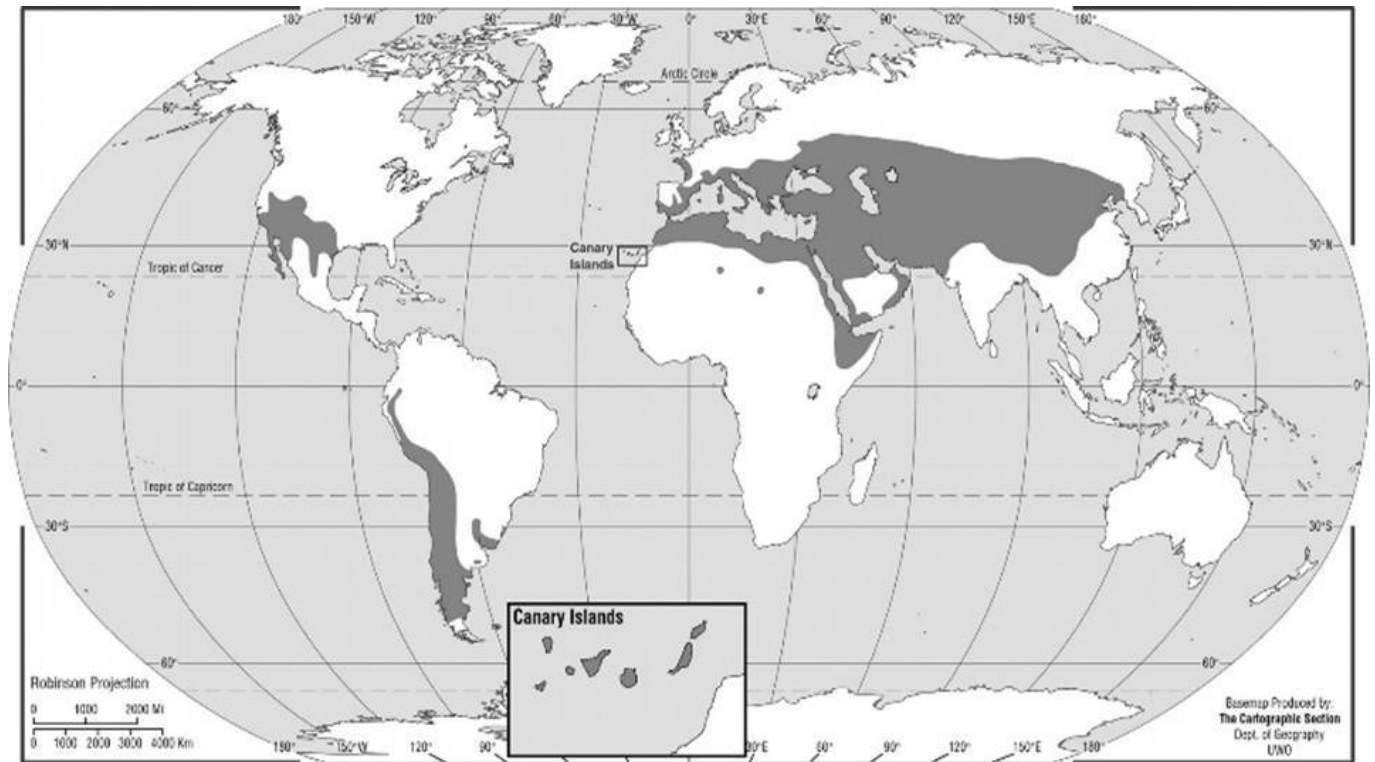 180° 150°W 120° 90° 60° 30°W 0° 30°E 60° 90° 120° 150°E 180°
Arctic Circle
60° 60°
30°N 30°N
Canary
Islands
Tropic of Cancer
0° 0°
Tropic of Capricorn
30°S 30°S
Canary Islands
60° 60°
Robinson Projection
0 1000 2000 Mi
0 1000 2000 3000 4000 Km
Basemap Produced by:
The Cartographic Section
Dept. of Geography
UWO
180° 150°W 120° 90° 30°E 60° 90° 120° 150°E 180°